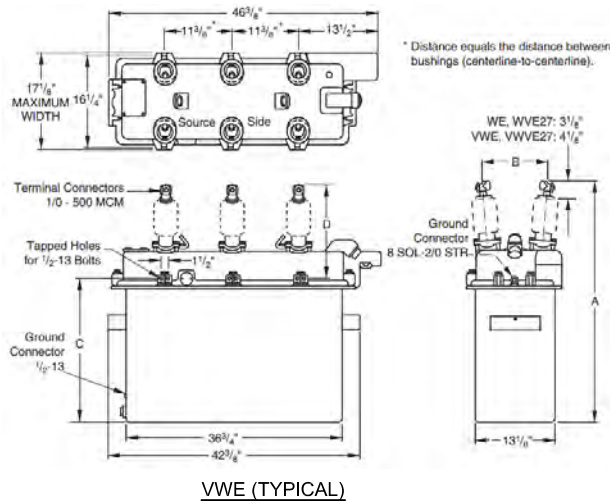 46³/₈"
11³/₈"*
11³/₈"*
13¹/₂"
* Distance equals the distance between
bushings (centerline-to-centerline).
17¹/₈"
MAXIMUM
WIDTH
16¹/₄"
Source Side
WE, WVE27: 3¹/₈"
VWE, VWVE27: 4¹/₈"
B
Terminal Connectors
1/0 - 500 MCM
D
Ground
Connector
8 SOL-2/0 STR
Tapped Holes
for ¹/₂-13 Bolts
1¹/₂"
A
C
Ground
Connector
¹/₂-13
36³/₄"
42³/₈"
13¹/₈"
VWE (TYPICAL)